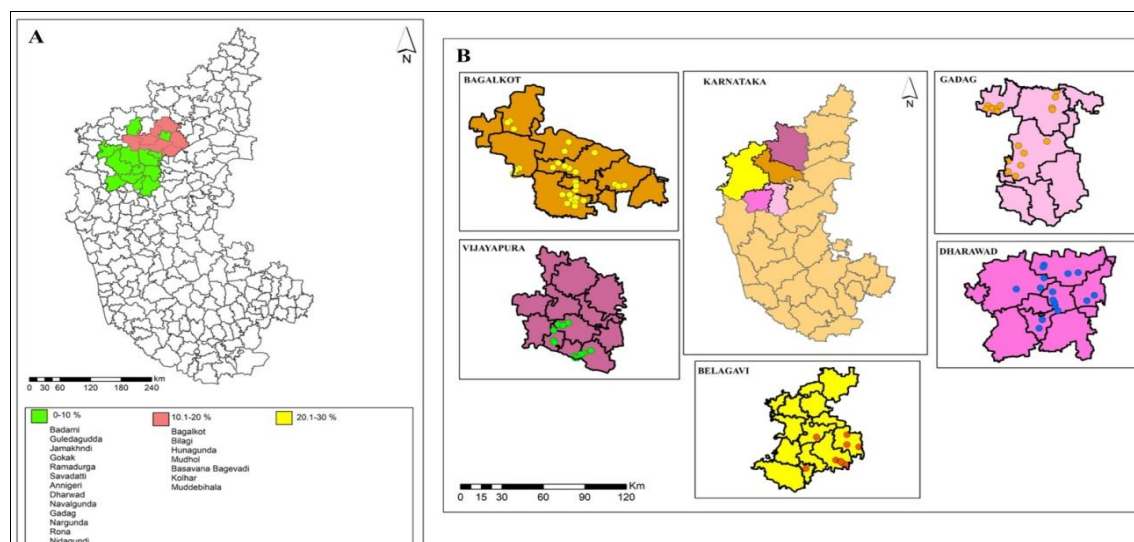 A
N
km
0 30 60 120 180 240
0-10 %
Badami
Guledagudda
Jamakhndi
Gokak
Ramadurga
Savadatti
Annigeri
Dharwad
Navalgunda
Gadag
Nargunda
Rona
Nidagundi
10.1-20 %
Bagalkot
Bilagi
Hunagunda
Mudhol
Basavana Bagevadi
Kolhar
Muddebihala
20.1-30 %
B
BAGALKOT
KARNATAKA
N
GADAG
VIJAYAPURA
DHARAWAD
BELAGAVI
Km
0 15 30 60 90 120